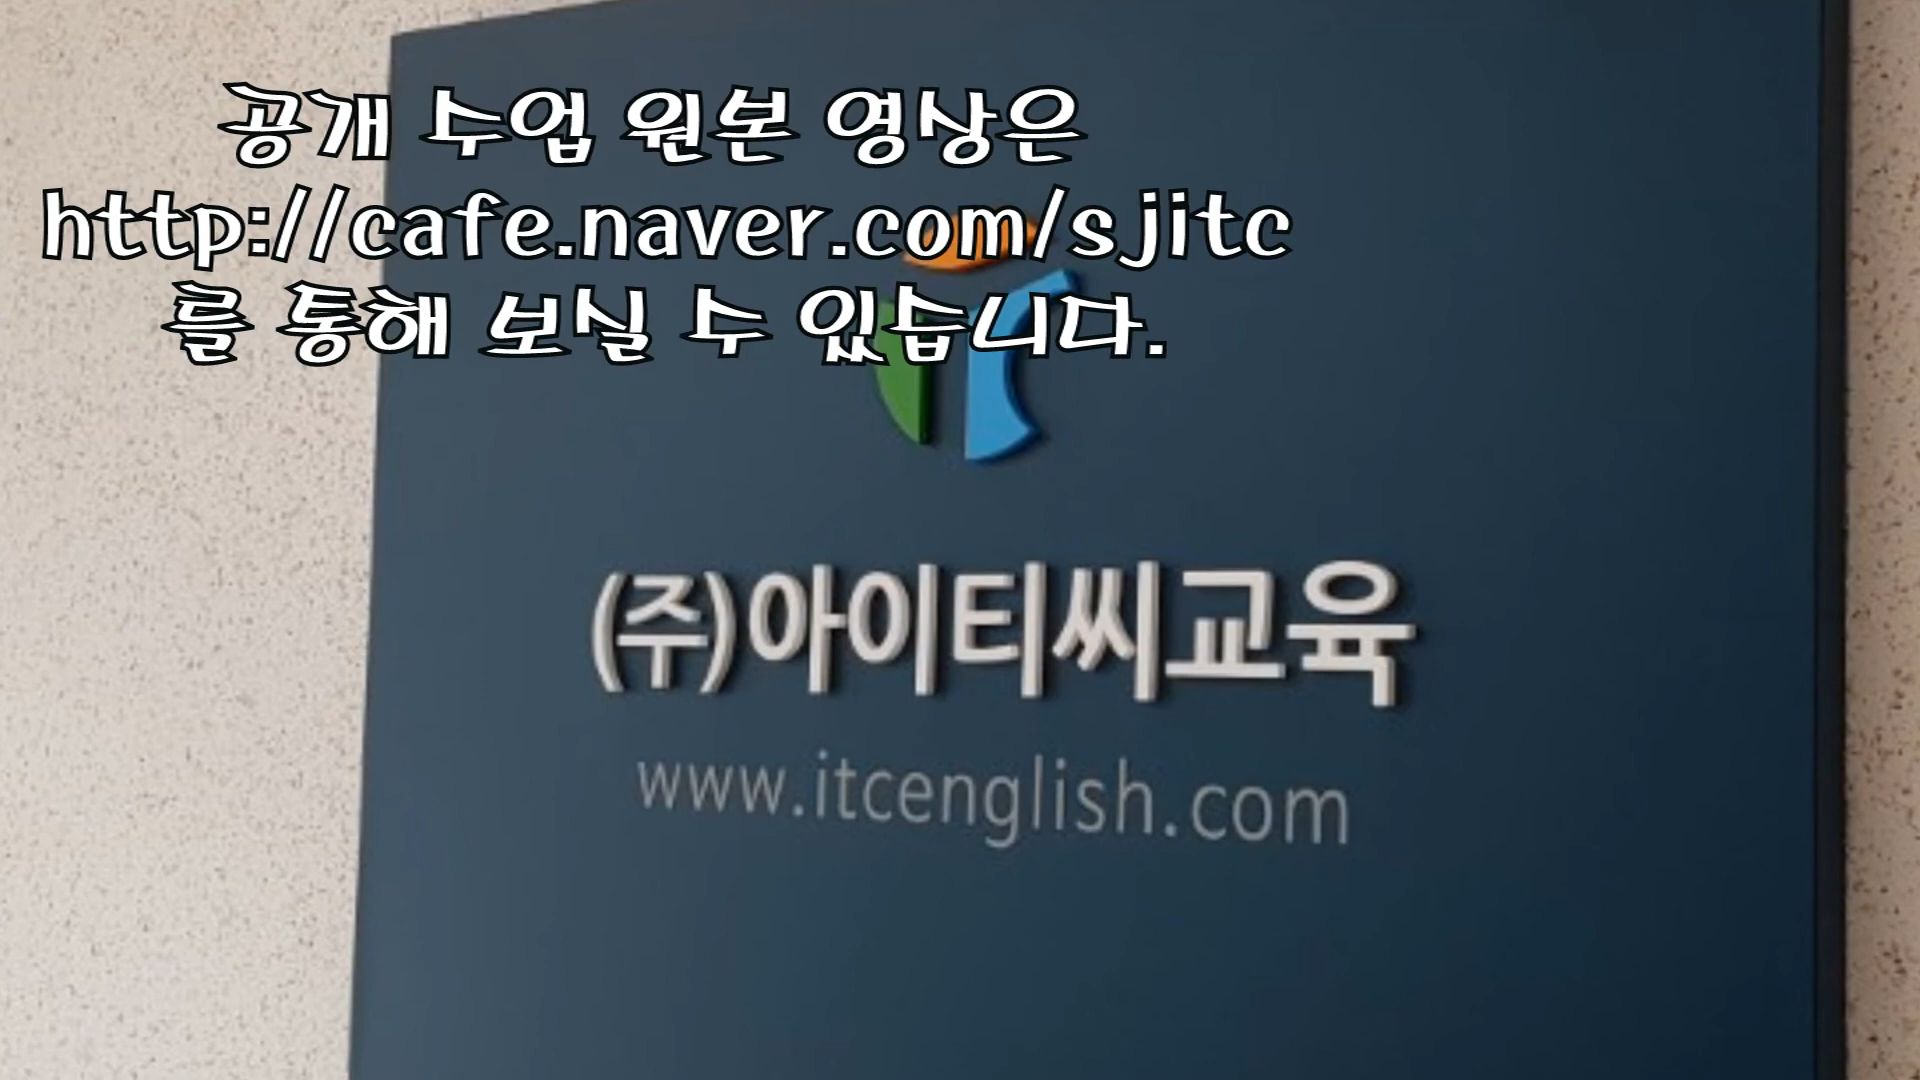 공개 수업 원본 영상은
http://cafe.naver.com/sjitc
를 통해 보실 수 있습니다.
(주)아이티씨교육
www.itcenglish.com